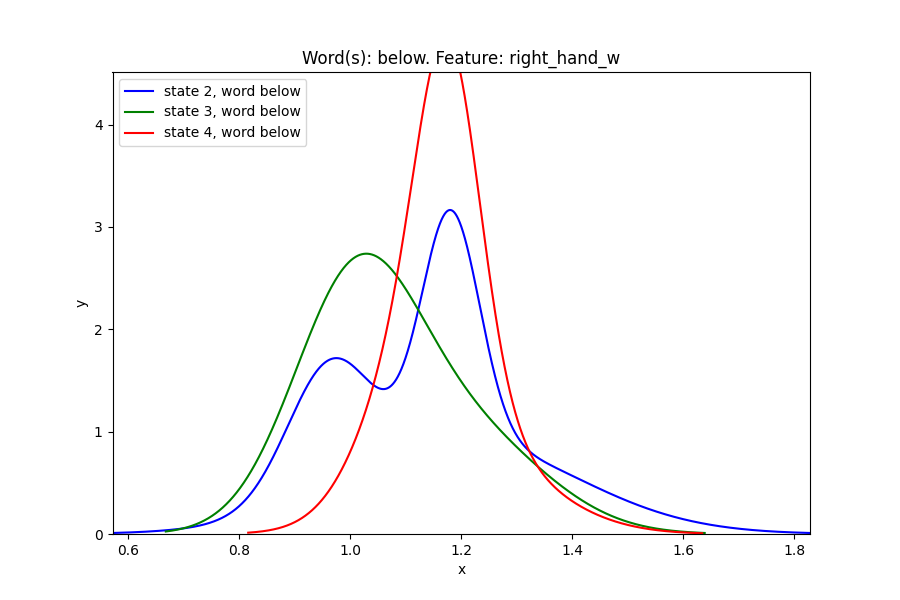 Word(s): below. Feature: right_hand_w
state 2, word below
state 3, word below
state 4, word below
y
4
3
2
1
0
0.6 0.8 1.0 1.2 1.4 1.6 1.8
x